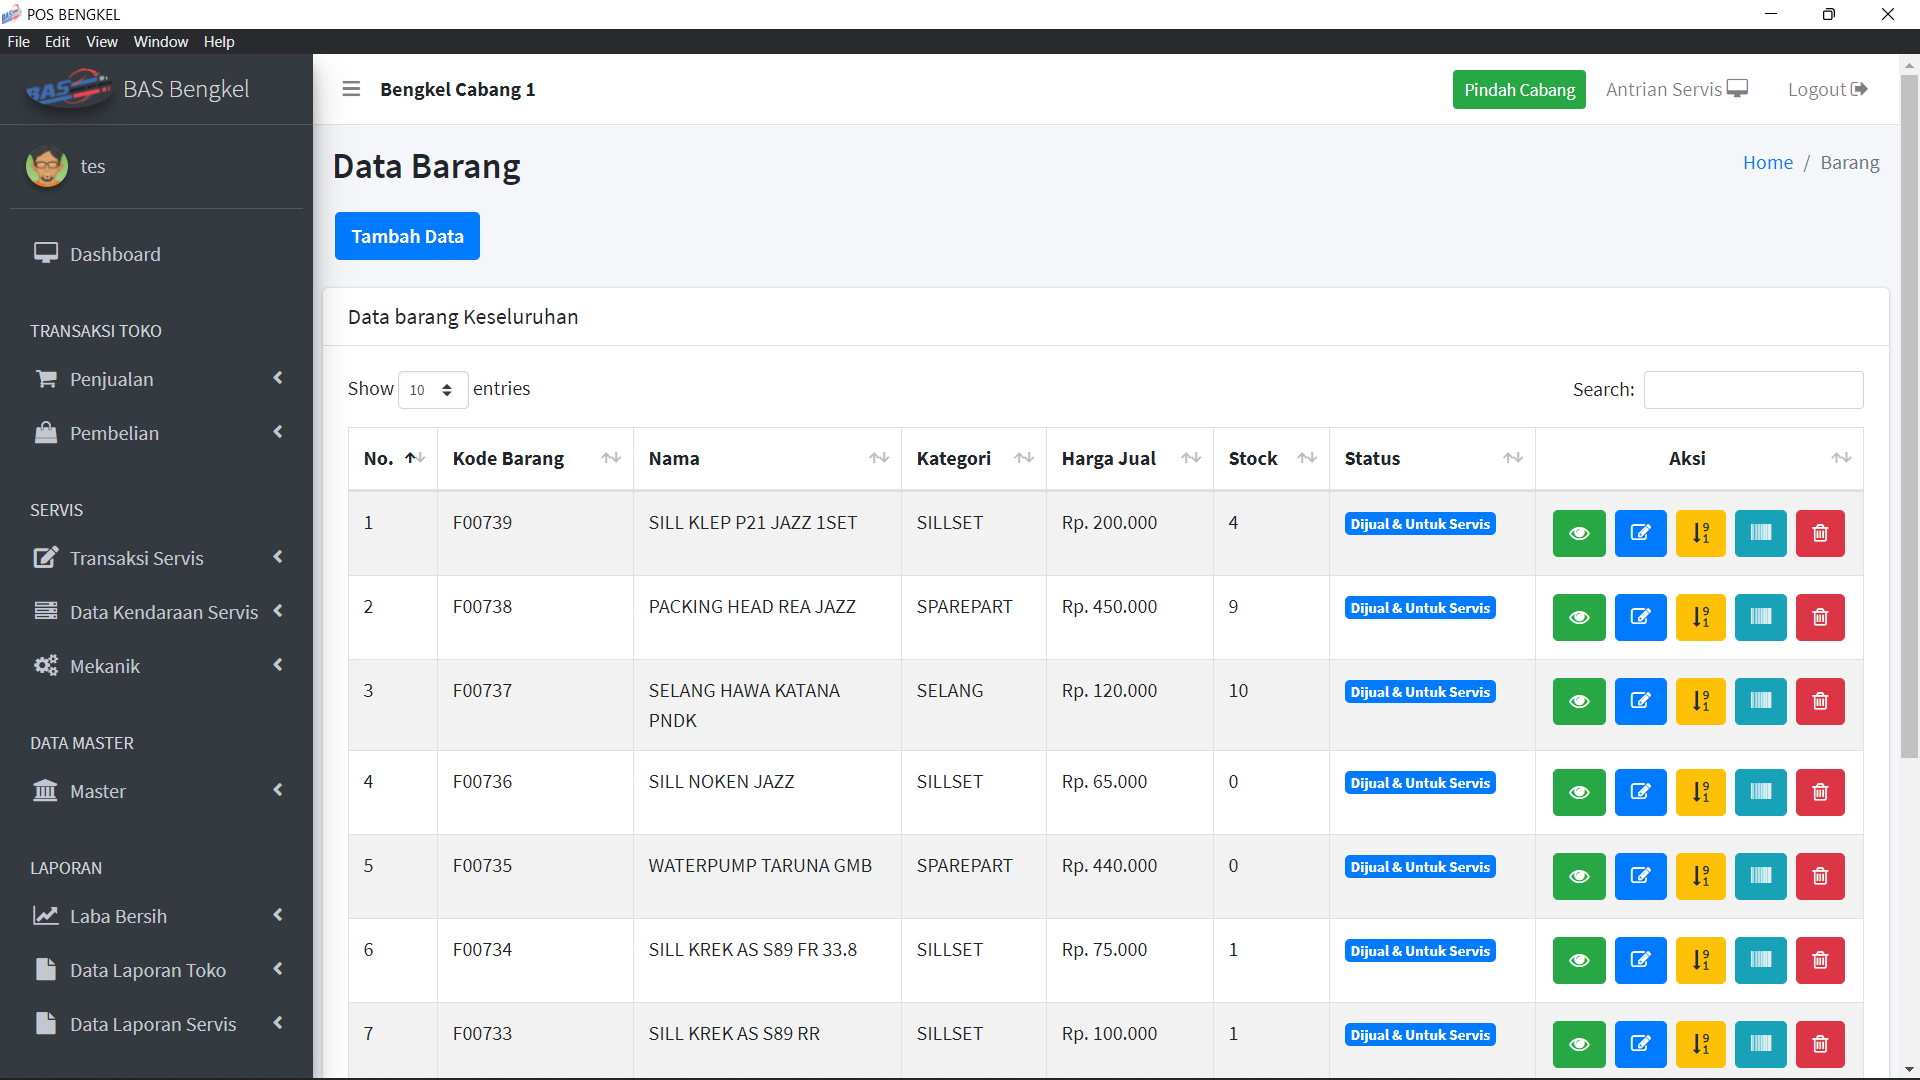 POS BENGKEL
File Edit View Window Help
BAS BAS Bengkel
Bengkel Cabang 1
Pindah Cabang Antrian Servis Logout
tes
Data Barang
Home / Barang
Tambah Data
Dashboard
TRANSAKSI TOKO
Penjualan
Pembelian
SERVIS
Transaksi Servis
Data Kendaraan Servis
Mekanik
DATA MASTER
Master
LAPORAN
Laba Bersih
Data Laporan Toko
Data Laporan Servis
Data barang Keseluruhan
Show 10 entries
Search:
No. Kode Barang Nama Kategori Harga Jual Stock Status Aksi
1 F00739 SILL KLEP P21 JAZZ 1SET SILLSET Rp. 200.000 4 Dijual & Untuk Servis
2 F00738 PACKING HEAD REA JAZZ SPAREPART Rp. 450.000 9 Dijual & Untuk Servis
3 F00737 SELANG HAWA KATANA SELANG Rp. 120.000 10 Dijual & Untuk Servis
PNDK
4 F00736 SILL NOKEN JAZZ SILLSET Rp. 65.000 0 Dijual & Untuk Servis
5 F00735 WATERPUMP TARUNA GMB SPAREPART Rp. 440.000 0 Dijual & Untuk Servis
6 F00734 SILL KREK AS S89 FR 33.8 SILLSET Rp. 75.000 1 Dijual & Untuk Servis
7 F00733 SILL KREK AS S89 RR SILLSET Rp. 100.000 1 Dijual & Untuk Servis